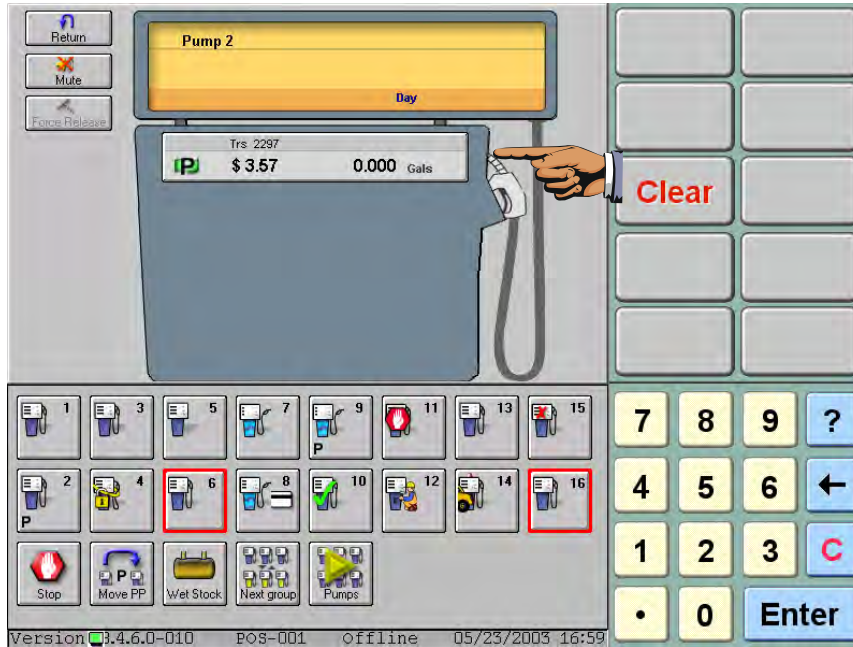 Return
Mute
Force Release
Pump 2
Day
Trs 2297
P $ 3.57 0.000 Gals
Clear
1 3 5 7 9 11 13 15
P
2 4 6 8 10 12 14 16
P
Stop
P
Move PP
Wet Stock
Next group
Pumps
7 8 9 ?
4 5 6 ←
1 2 3 C
• 0 Enter
Version 3.4.6.0-010 POS-001 Offline 05/23/2003 16:59